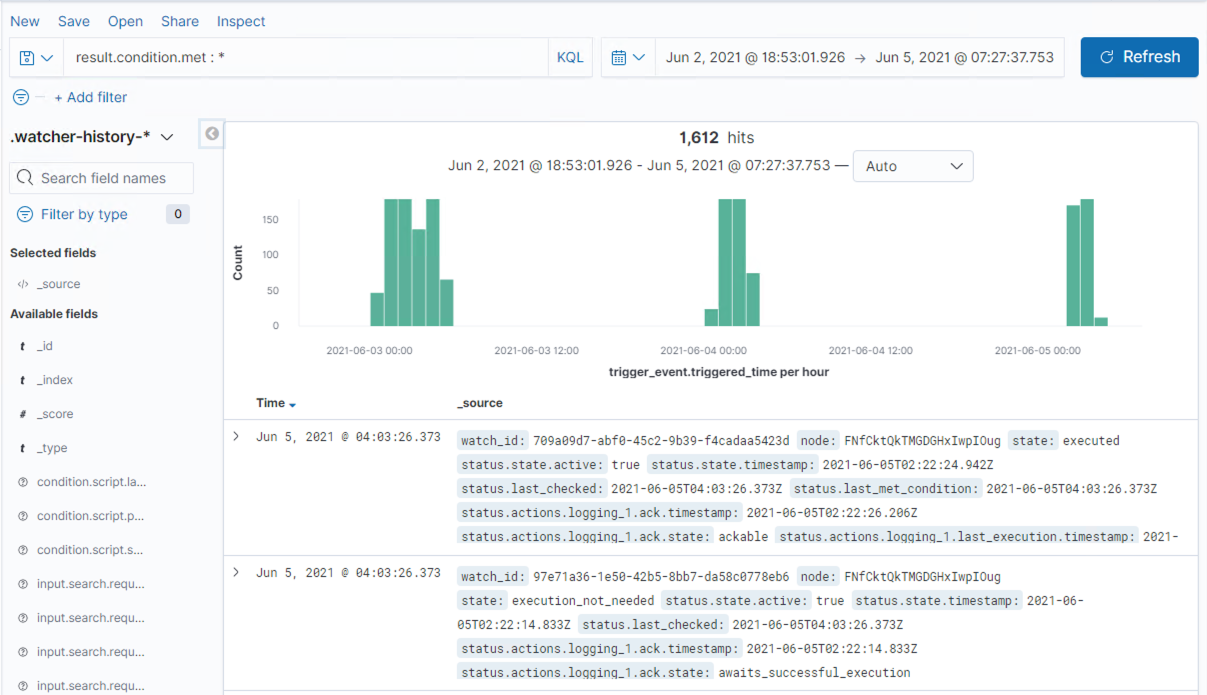 New Save Open Share Inspect
result.condition.met : * KQL Jun 2, 2021 @ 18:53:01.926 → Jun 5, 2021 @ 07:27:37.753 Refresh
+ Add filter
.watcher-history-*
Search field names
Filter by type 0
Selected fields
</> _source
Available fields
t _id
t _index
# _score
t _type
? condition.script.la...
? condition.script.p...
? condition.script.s...
? input.search.requ...
? input.search.requ...
? input.search.requ...
? input.search.requ...
1,612 hits
Jun 2, 2021 @ 18:53:01.926 - Jun 5, 2021 @ 07:27:37.753 — Auto
Count
150
100
50
0
2021-06-03 00:00 2021-06-03 12:00 2021-06-04 00:00 2021-06-04 12:00 2021-06-05 00:00
trigger_event.triggered_time per hour
Time _source
Jun 5, 2021 @ 04:03:26.373 watch_id: 709a09d7-abf0-45c2-9b39-f4cadaa5423d node: FNfCktQkTMGDGHxIwpIOug state: executed
status.state.active: true status.state.timestamp: 2021-06-05T02:22:24.942Z
status.last_checked: 2021-06-05T04:03:26.373Z status.last_met_condition: 2021-06-05T04:03:26.373Z
status.actions.logging_1.ack.timestamp: 2021-06-05T02:22:26.206Z
status.actions.logging_1.ack.state: ackable status.actions.logging_1.last_execution.timestamp: 2021-
Jun 5, 2021 @ 04:03:26.373 watch_id: 97e71a36-1e50-42b5-8bb7-da58c0778eb6 node: FNfCktQkTMGDGHxIwpIOug
state: execution_not_needed status.state.active: true status.state.timestamp: 2021-06-
05T02:22:14.833Z status.last_checked: 2021-06-05T04:03:26.373Z
status.actions.logging_1.ack.timestamp: 2021-06-05T02:22:14.833Z
status.actions.logging_1.ack.state: awaits_successful_execution